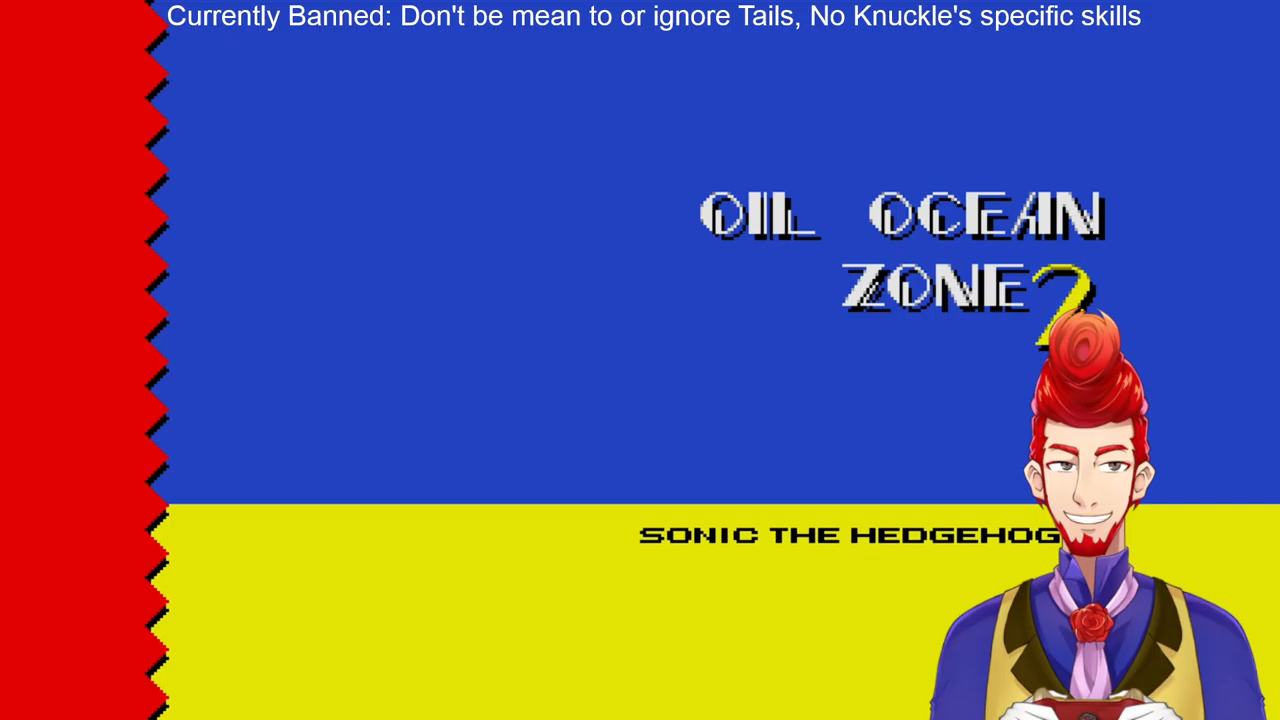 Currently Banned: Don't be mean to or ignore Tails, No Knuckle's specific skills
OIL OCEAN
ZONE 2
SONIC THE HEDGEHOG